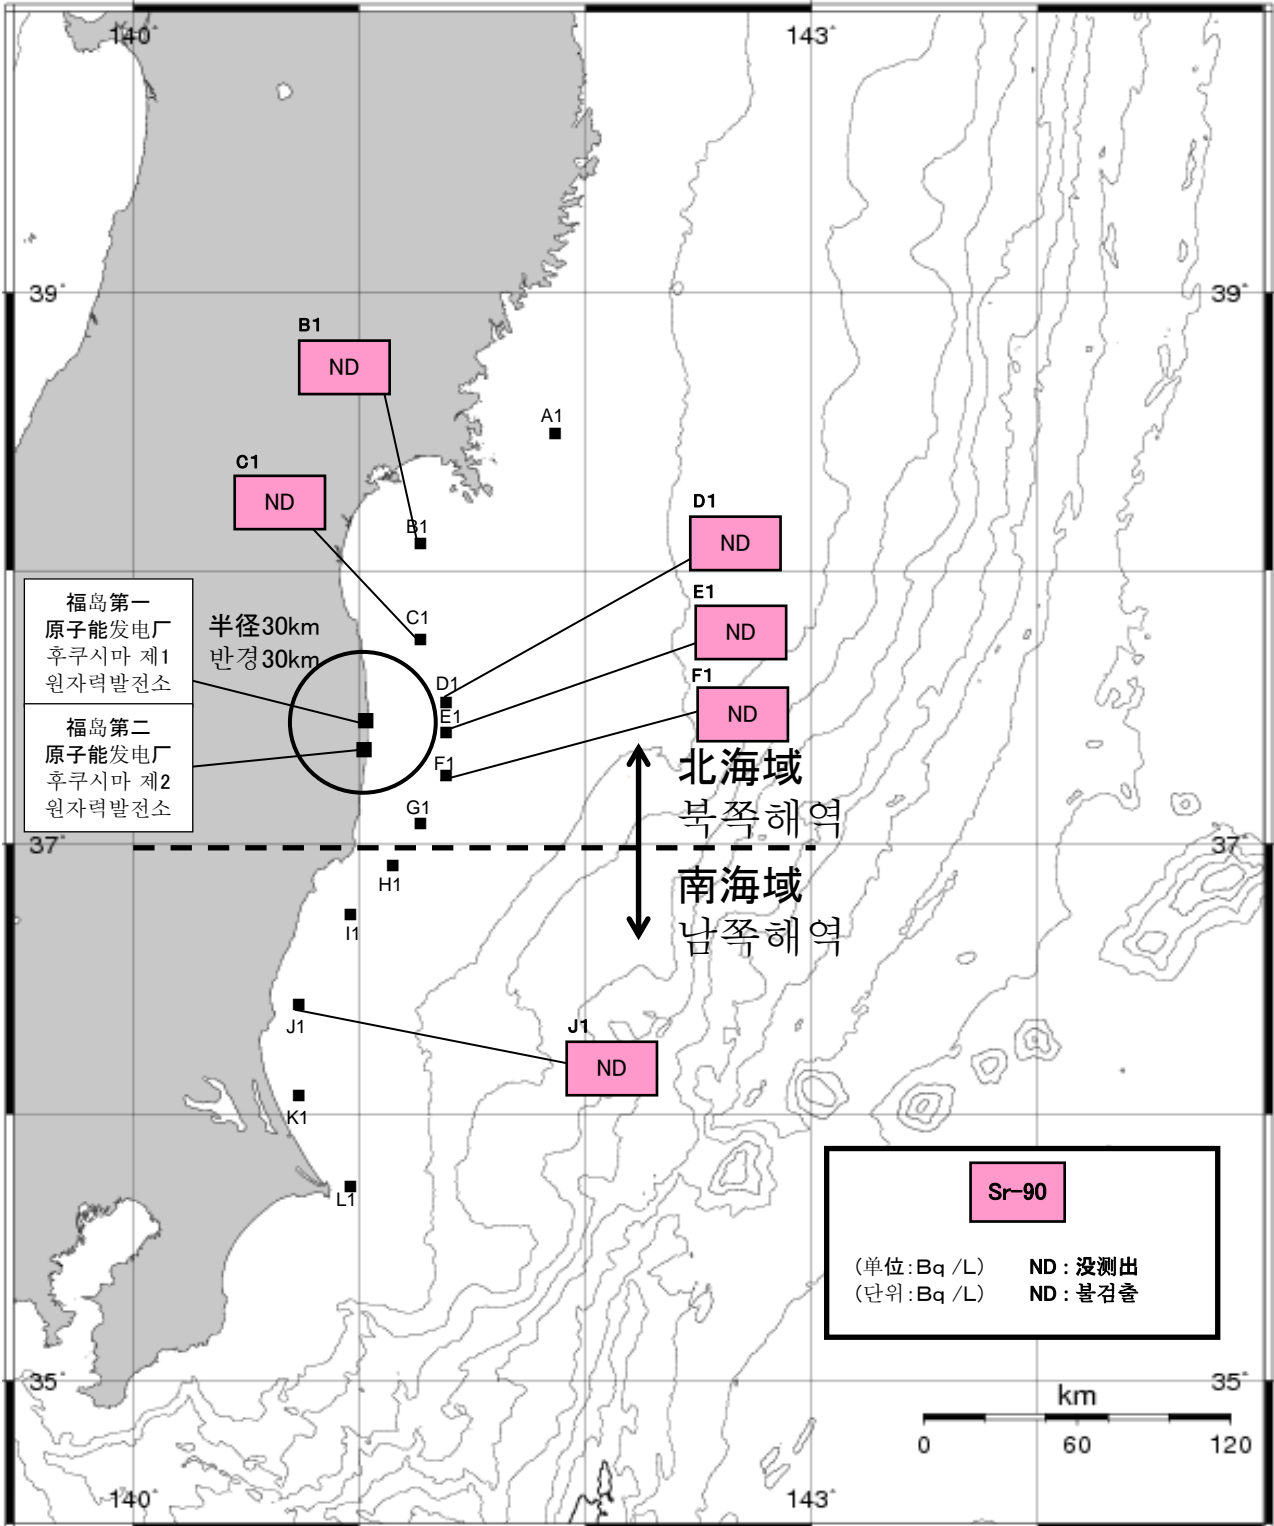 140°
143°
39°
39°
B1
ND
A1
C1
ND
B1
D1
ND
E1
ND
福岛第一
原子能发电厂
후쿠시마 제1
원자력발전소
半径30km
반경30km
C1
D1
E1
F1
F1
ND
福岛第二
原子能发电厂
후쿠시마 제2
원자력발전소
G1
北海域
북쪽해역
37°
37°
H1
南海域
남쪽해역
I1
J1
J1
ND
K1
L1
Sr-90
(单位:Bq/L) ND:没测出
(단위:Bq/L) ND:불검출
35°
35°
km
0 60 120
140°
143°